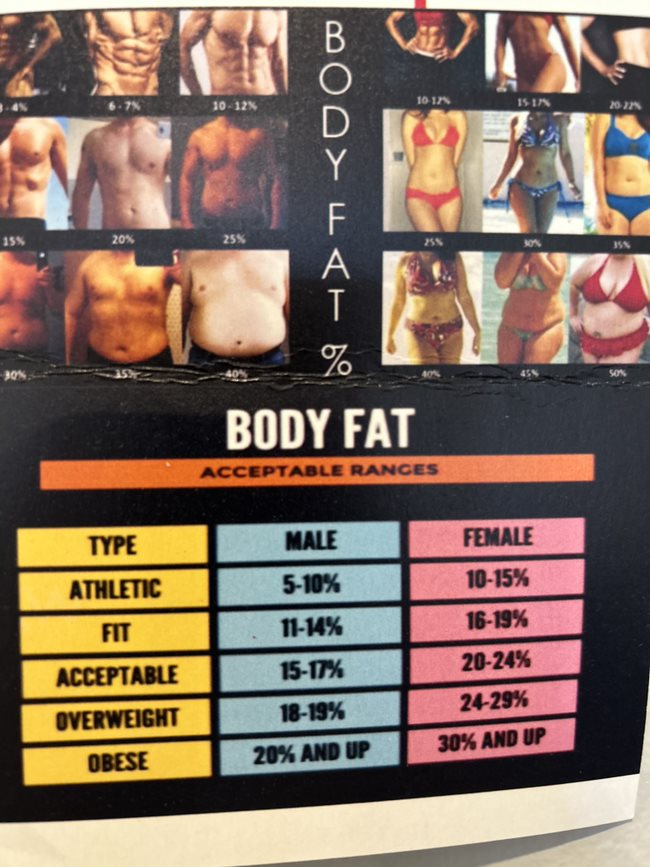 BODY FAT %
3-4% 6-7% 10-12%
10-12% 15-17% 20-22%
15% 20% 25%
25% 30% 35%
30% 35% 40%
40% 45% 50%
BODY FAT
ACCEPTABLE RANGES
TYPE MALE FEMALE
ATHLETIC 5-10% 10-15%
FIT 11-14% 16-19%
ACCEPTABLE 15-17% 20-24%
OVERWEIGHT 18-19% 24-29%
OBESE 20% AND UP 30% AND UP